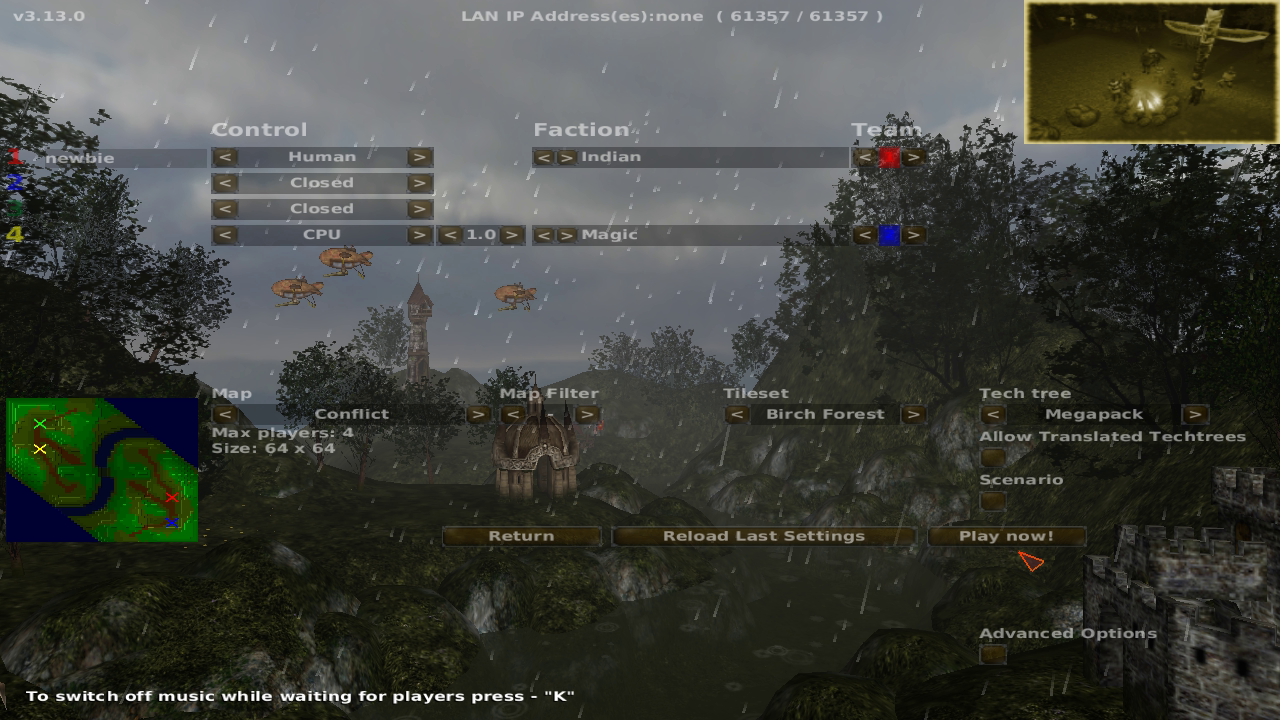 v3.13.0
LAN IP Address(es):none ( 61357 / 61357 )
Control Faction Team
1 newbie < Human > < > Indian < >
2 < Closed >
< Closed >
4 < CPU > < 1.0 > < > Magic < >
Map Map Filter Tileset Tech tree
< Conflict > < - > < Birch Forest > < Megapack >
Max players: 4
Allow Translated Techtrees
Size: 64 x 64
Scenario
Return Reload Last Settings Play now!
Advanced Options
To switch off music while waiting for players press - "K"